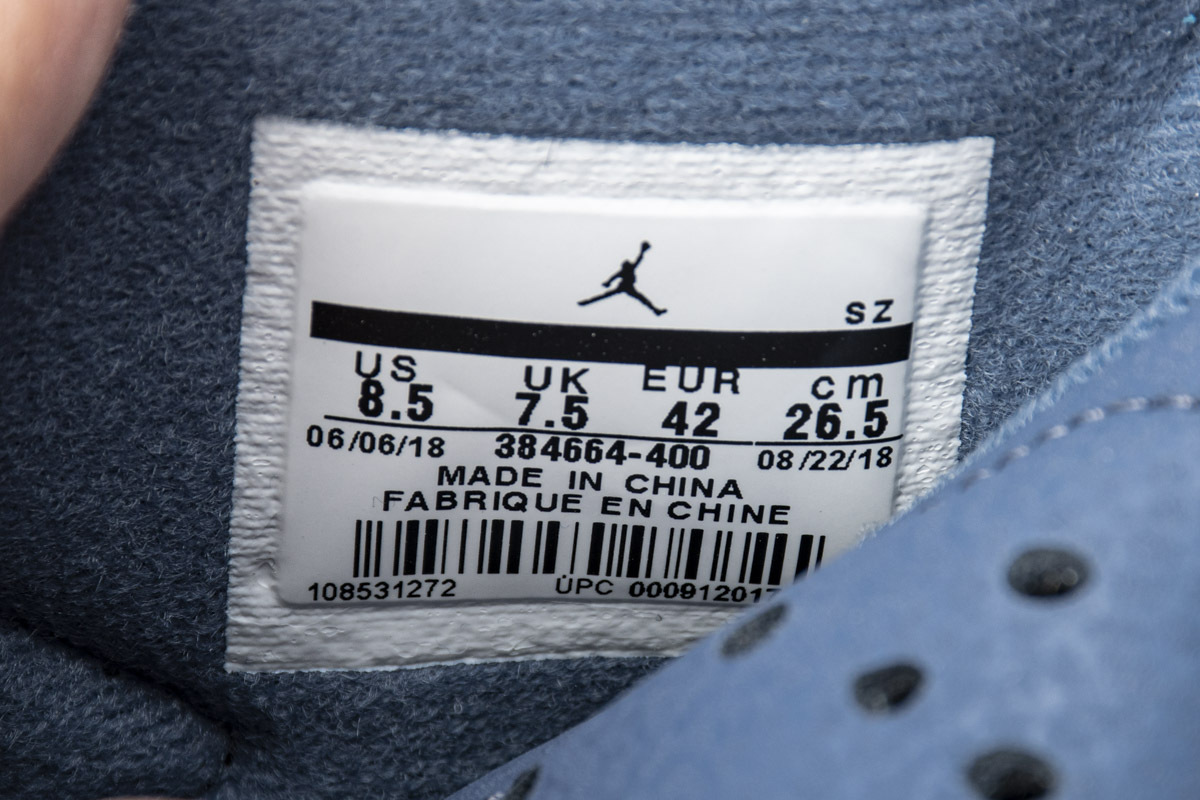 SZ
US UK EUR cm
8.5 7.5 42 26.5
06/06/18 384664-400 08/22/18
MADE IN CHINA
FABRIQUE EN CHINE
108531272 UPC